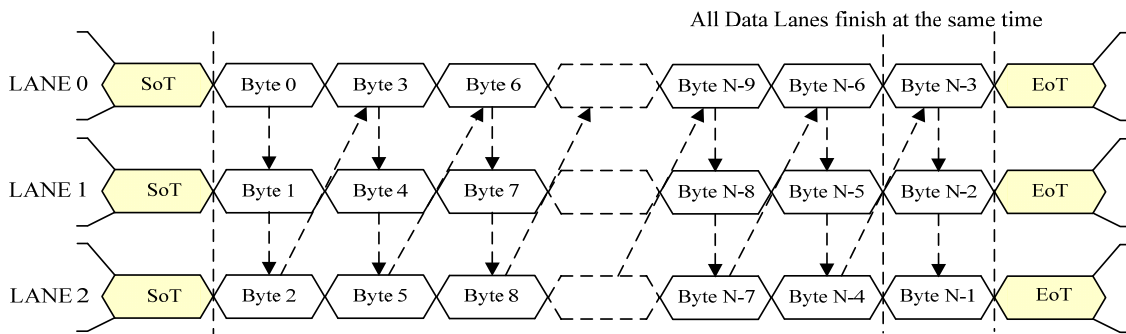 All Data Lanes finish at the same time
LANE 0 SoT Byte 0 Byte 3 Byte 6 Byte N-9 Byte N-6 Byte N-3 EoT
LANE 1 SoT Byte 1 Byte 4 Byte 7 Byte N-8 Byte N-5 Byte N-2 EoT
LANE 2 SoT Byte 2 Byte 5 Byte 8 Byte N-7 Byte N-4 Byte N-1 EoT